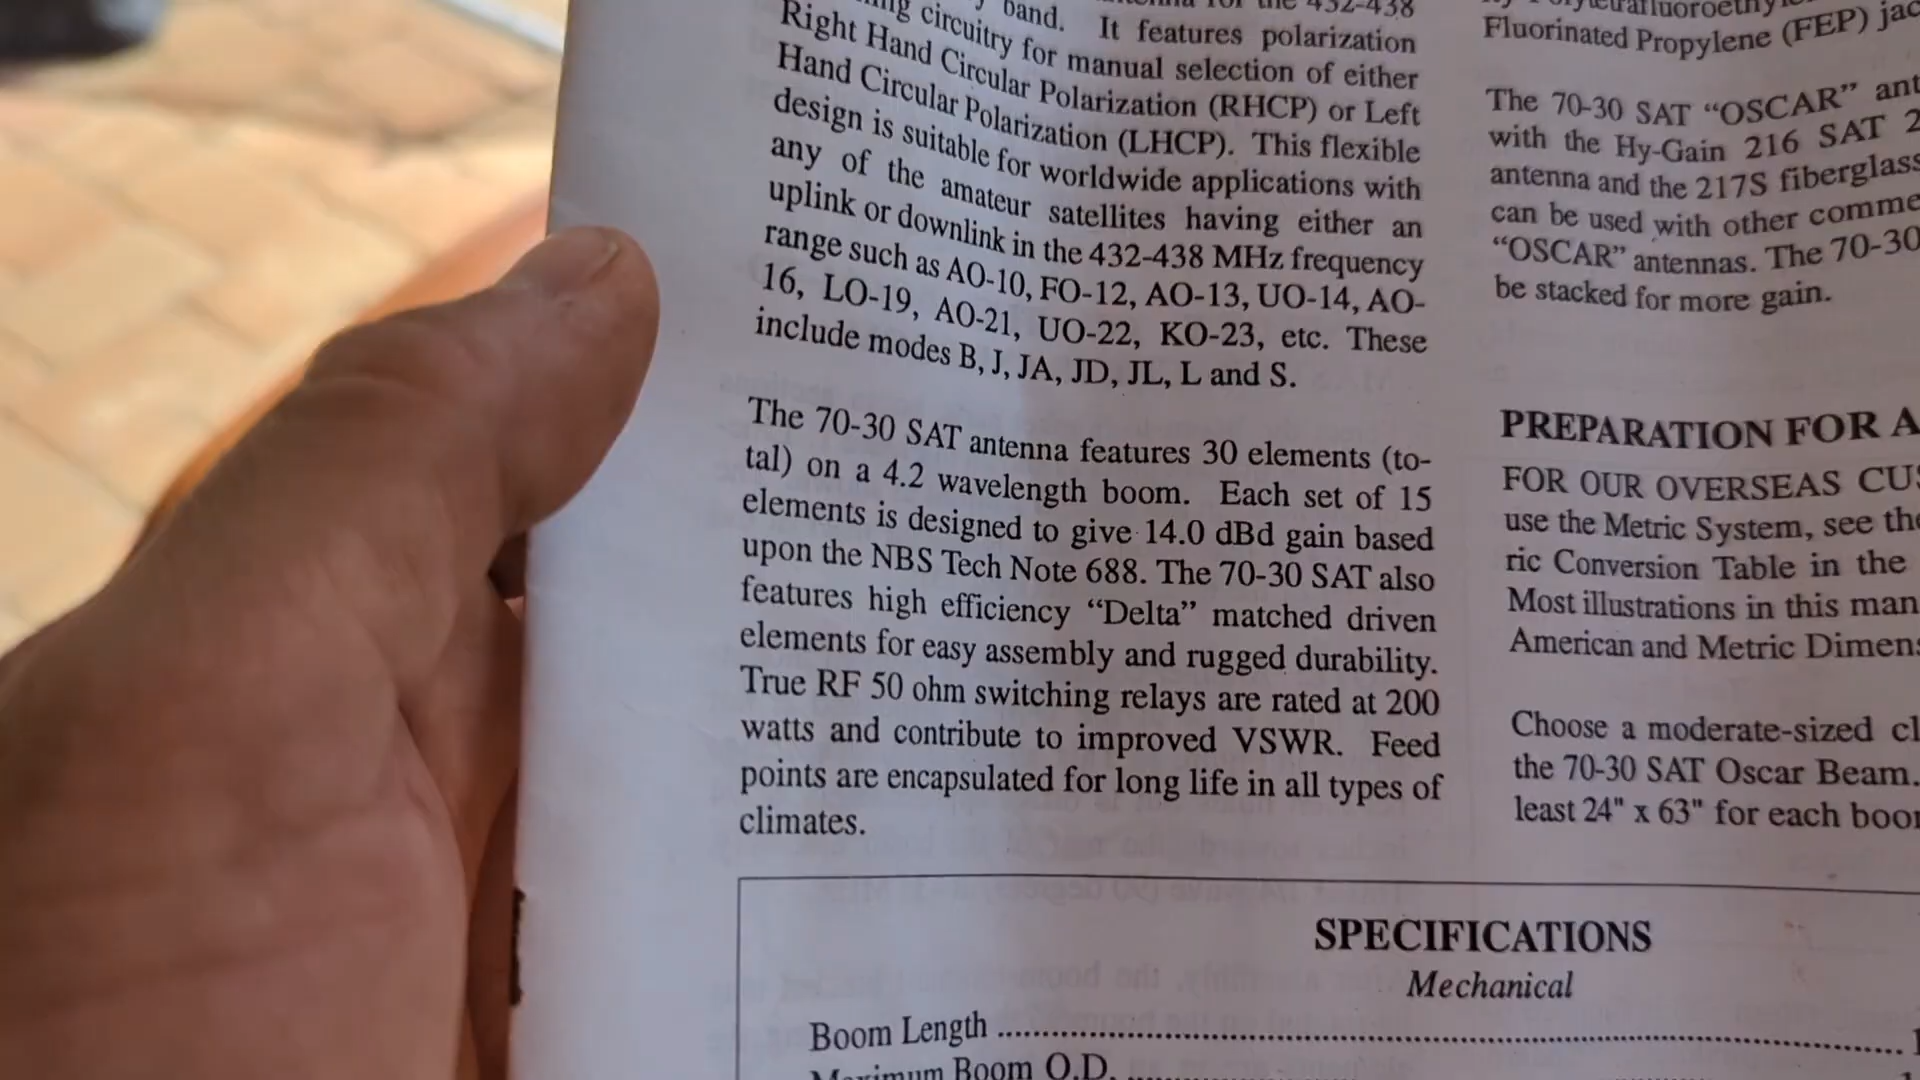 band. It features polarization
circuitry for manual selection of either
Right Hand Circular Polarization (RHCP) or Left
Hand Circular Polarization (LHCP). This flexible
design is suitable for worldwide applications with
any of the amateur satellites having either an
uplink or downlink in the 432-438 MHz frequency
range such as AO-10, FO-12, AO-13, UO-14, AO-
16, LO-19, AO-21, UO-22, KO-23, etc. These
include modes B, J, JA, JD, JL, L and S.
The 70-30 SAT antenna features 30 elements (to-
tal) on a 4.2 wavelength boom. Each set of 15
elements is designed to give 14.0 dBd gain based
upon the NBS Tech Note 688. The 70-30 SAT also
features high efficiency “Delta” matched driven
elements for easy assembly and rugged durability.
True RF 50 ohm switching relays are rated at 200
watts and contribute to improved VSWR. Feed
points are encapsulated for long life in all types of
climates.
Fluorinated Propylene (FEP) jac
The 70-30 SAT “OSCAR” ant
with the Hy-Gain 216 SAT 2
antenna and the 217S fiberglass
can be used with other comme
“OSCAR” antennas. The 70-30
be stacked for more gain.
PREPARATION FOR A
FOR OUR OVERSEAS CUS
use the Metric System, see the
ric Conversion Table in the
Most illustrations in this man
American and Metric Dimens
Choose a moderate-sized cl
the 70-30 SAT Oscar Beam.
least 24" x 63" for each boom
SPECIFICATIONS
Mechanical
Boom Length
Maximum Boom O.D.